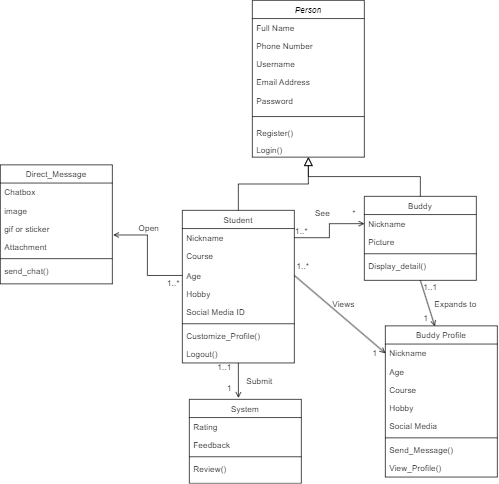 Person
Full Name
Phone Number
Username
Email Address
Password
Register()
Login()
Direct_Message
Chatbox
image
gif or sticker
Attachment
send_chat()
Open
1..*
Student
Nickname
Course
Age
Hobby
Social Media ID
Customize_Profile()
Logout()
See
*
1..*
1..*
Buddy
Nickname
Picture
Display_detail()
1..1
Expands to
1
Views
1
Buddy Profile
Nickname
Age
Course
Hobby
Social Media
Send_Message()
View_Profile()
1..1
Submit
1
System
Rating
Feedback
Review()